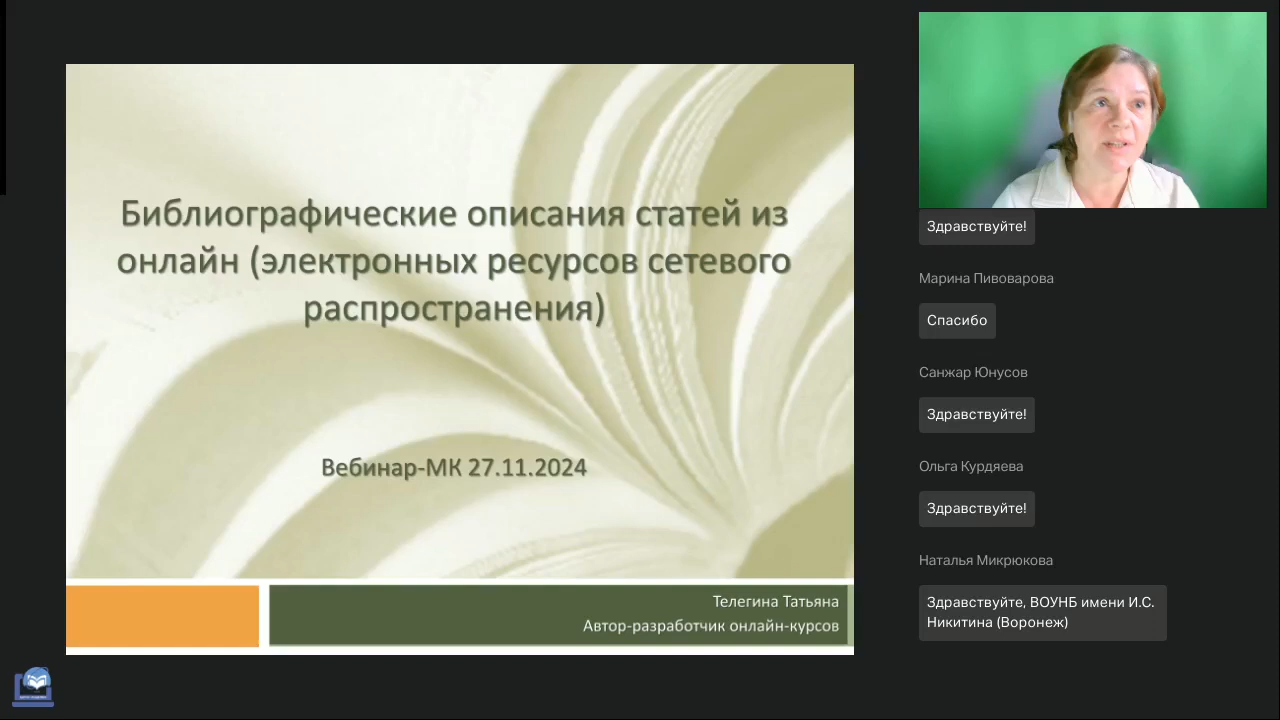 Библиографические описания статей из
онлайн (электронных ресурсов сетевого
распространения)
Вебинар-МК 27.11.2024
Телегина Татьяна
Автор-разработчик онлайн-курсов
Здравствуйте!
Марина Пивоварова
Спасибо
Санжар Юнусов
Здравствуйте!
Ольга Курдяева
Здравствуйте!
Наталья Микрюкова
Здравствуйте, ВОУНБ имени И.С.
Никитина (Воронеж)